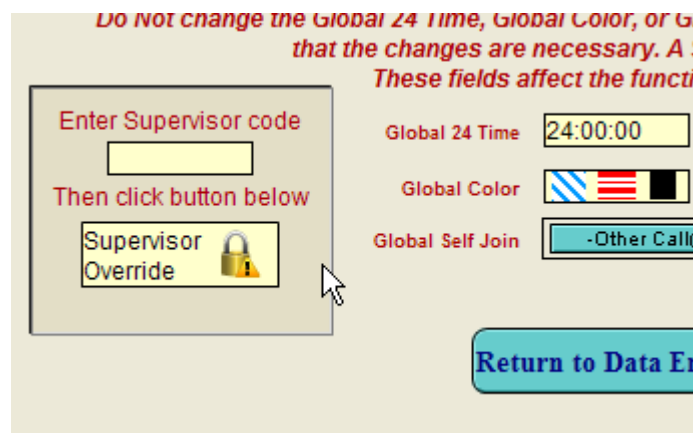 Do Not change the Global 24 Time, Global Color, or
that the changes are necessary. A
These fields affect the
Enter Supervisor code
Then click button below
Supervisor
Override
Global 24 Time 24:00:00
Global Color
Global Self Join -Other
Return to Data